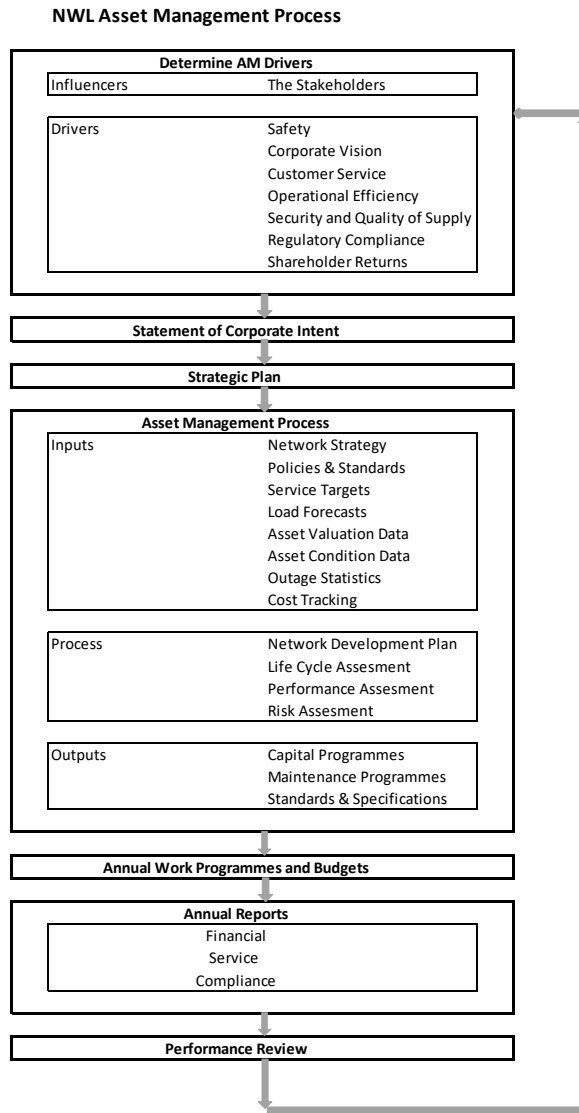 NWL Asset Management Process
Determine AM Drivers
Influencers The Stakeholders
Drivers Safety
Corporate Vision
Customer Service
Operational Efficiency
Security and Quality of Supply
Regulatory Compliance
Shareholder Returns
Statement of Corporate Intent
Strategic Plan
Asset Management Process
Inputs Network Strategy
Policies & Standards
Service Targets
Load Forecasts
Asset Valuation Data
Asset Condition Data
Outage Statistics
Cost Tracking
Process Network Development Plan
Life Cycle Assesment
Performance Assesment
Risk Assesment
Outputs Capital Programmes
Maintenance Programmes
Standards & Specifications
Annual Work Programmes and Budgets
Annual Reports
Financial
Service
Compliance
Performance Review